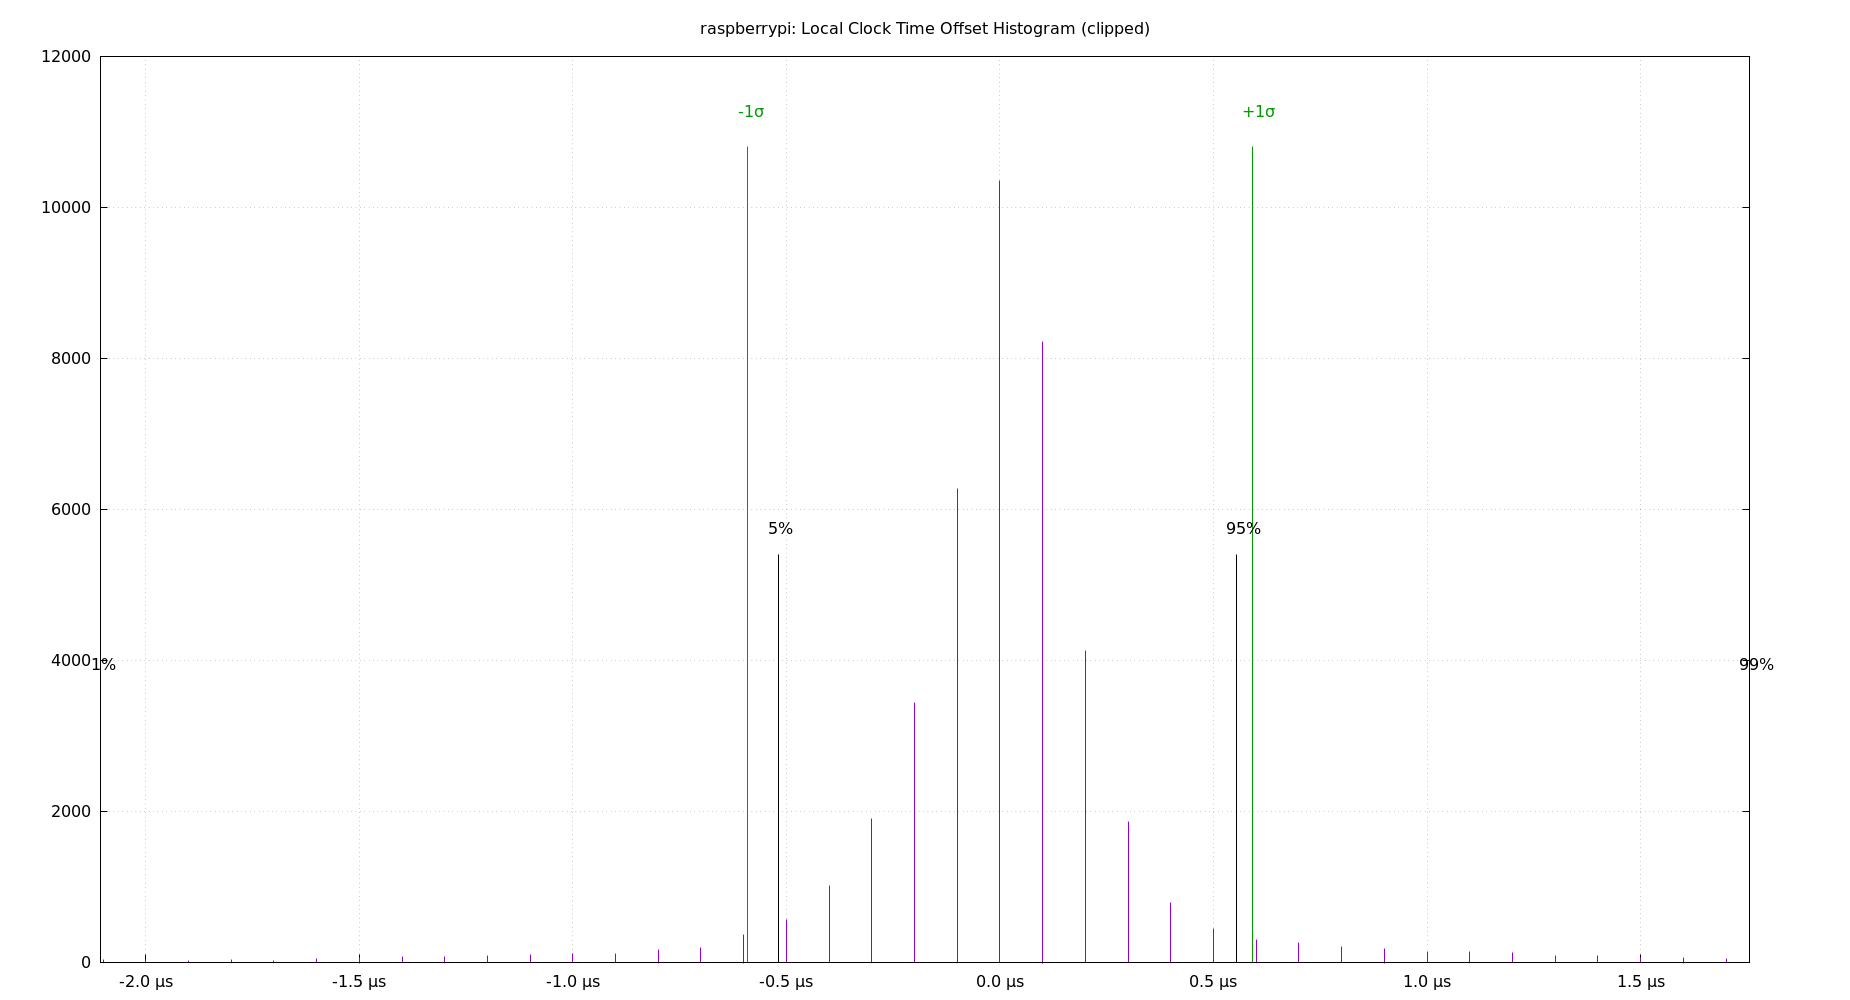 raspberrypi: Local Clock Time Offset Histogram (clipped)
12000
-1σ
+1σ
10000
8000
6000
5%
95%
4000
1%
99%
2000
0
-2.0 µs
-1.5 µs
-1.0 µs
-0.5 µs
0.0 µs
0.5 µs
1.0 µs
1.5 µs